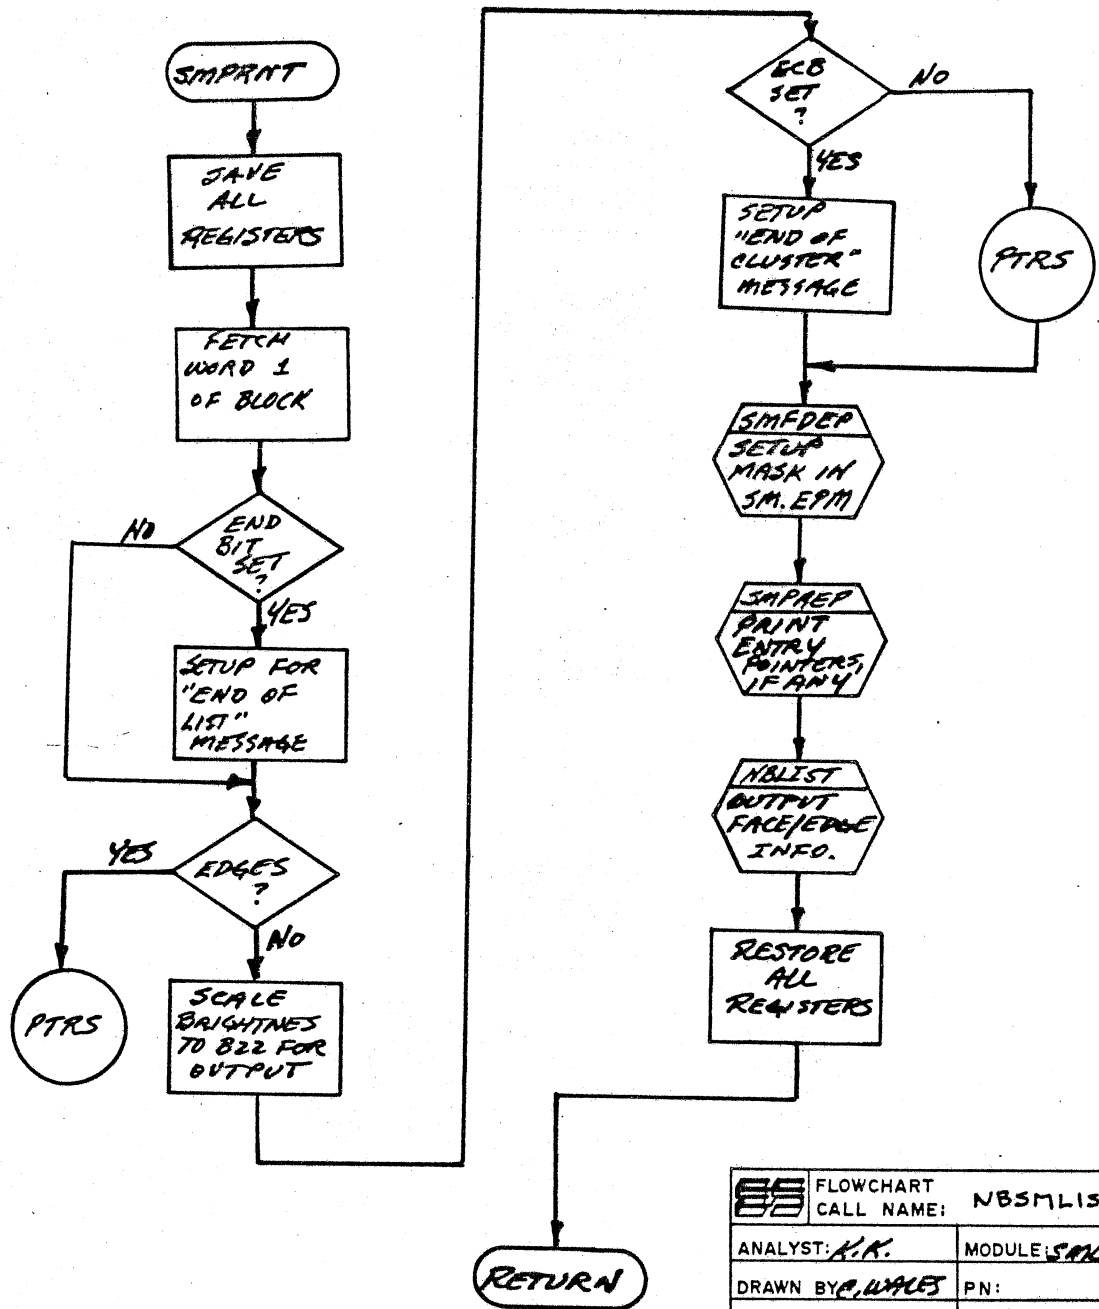 SMPRNT
SAVE
ALL
REGISTERS
FETCH
WORD 1
OF BLOCK
END
BIT
SET
?
NO
YES
SETUP FOR
"END OF
LIST"
MESSAGE
EDGES
?
YES
NO
PTRS
SCALE
BRIGHTNES
TO B22 FOR
OUTPUT
ECB
SET
?
NO
YES
SETUP
"END OF
CLUSTER"
MESSAGE
PTRS
SMFDEP
SETUP
MASK IN
SM.EPM
SMPREP
PRINT
ENTRY
POINTERS,
IF ANY
NBLIST
OUTPUT
FACE/EDGE
INFO.
RESTORE
ALL
REGISTERS
RETURN
FLOWCHART
CALL NAME: NBSMLIS
ANALYST: K.K.
MODULE:
DRAWN BY C. WALES
PN: